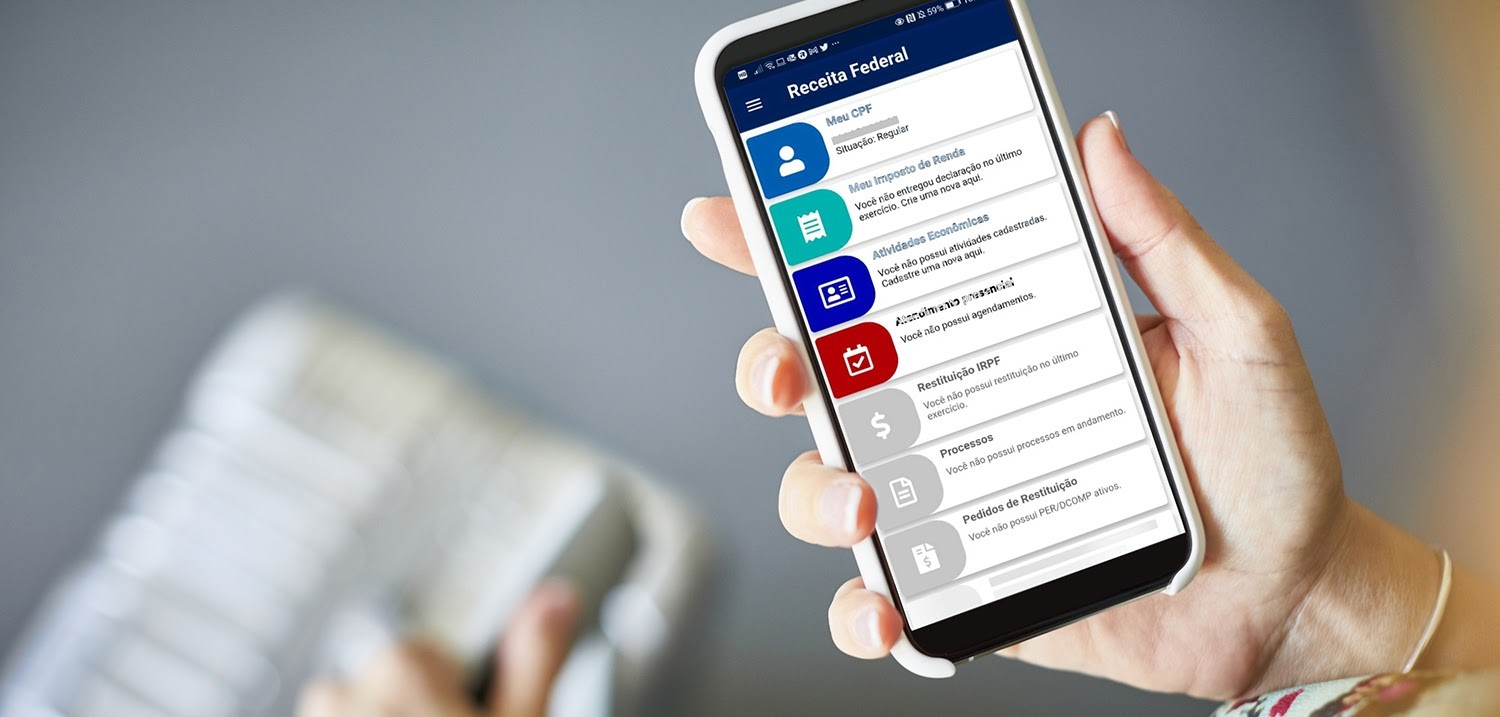 59%
Receita Federal
Meu CPF
Situação: Regular
Meu Imposto de Renda
Você não entregou declaração no último
exercício. Crie uma nova aqui.
Atividades Econômicas
Você não possui atividades cadastradas.
Cadastre uma nova aqui.
Atendimento presencial
Você não possui agendamentos.
Restituição IRPF
Você não possui restituição no último
exercício.
Processos
Você não possui processos em andamento.
Pedidos de Restituição
Você não possui PER/DCOMP ativos.